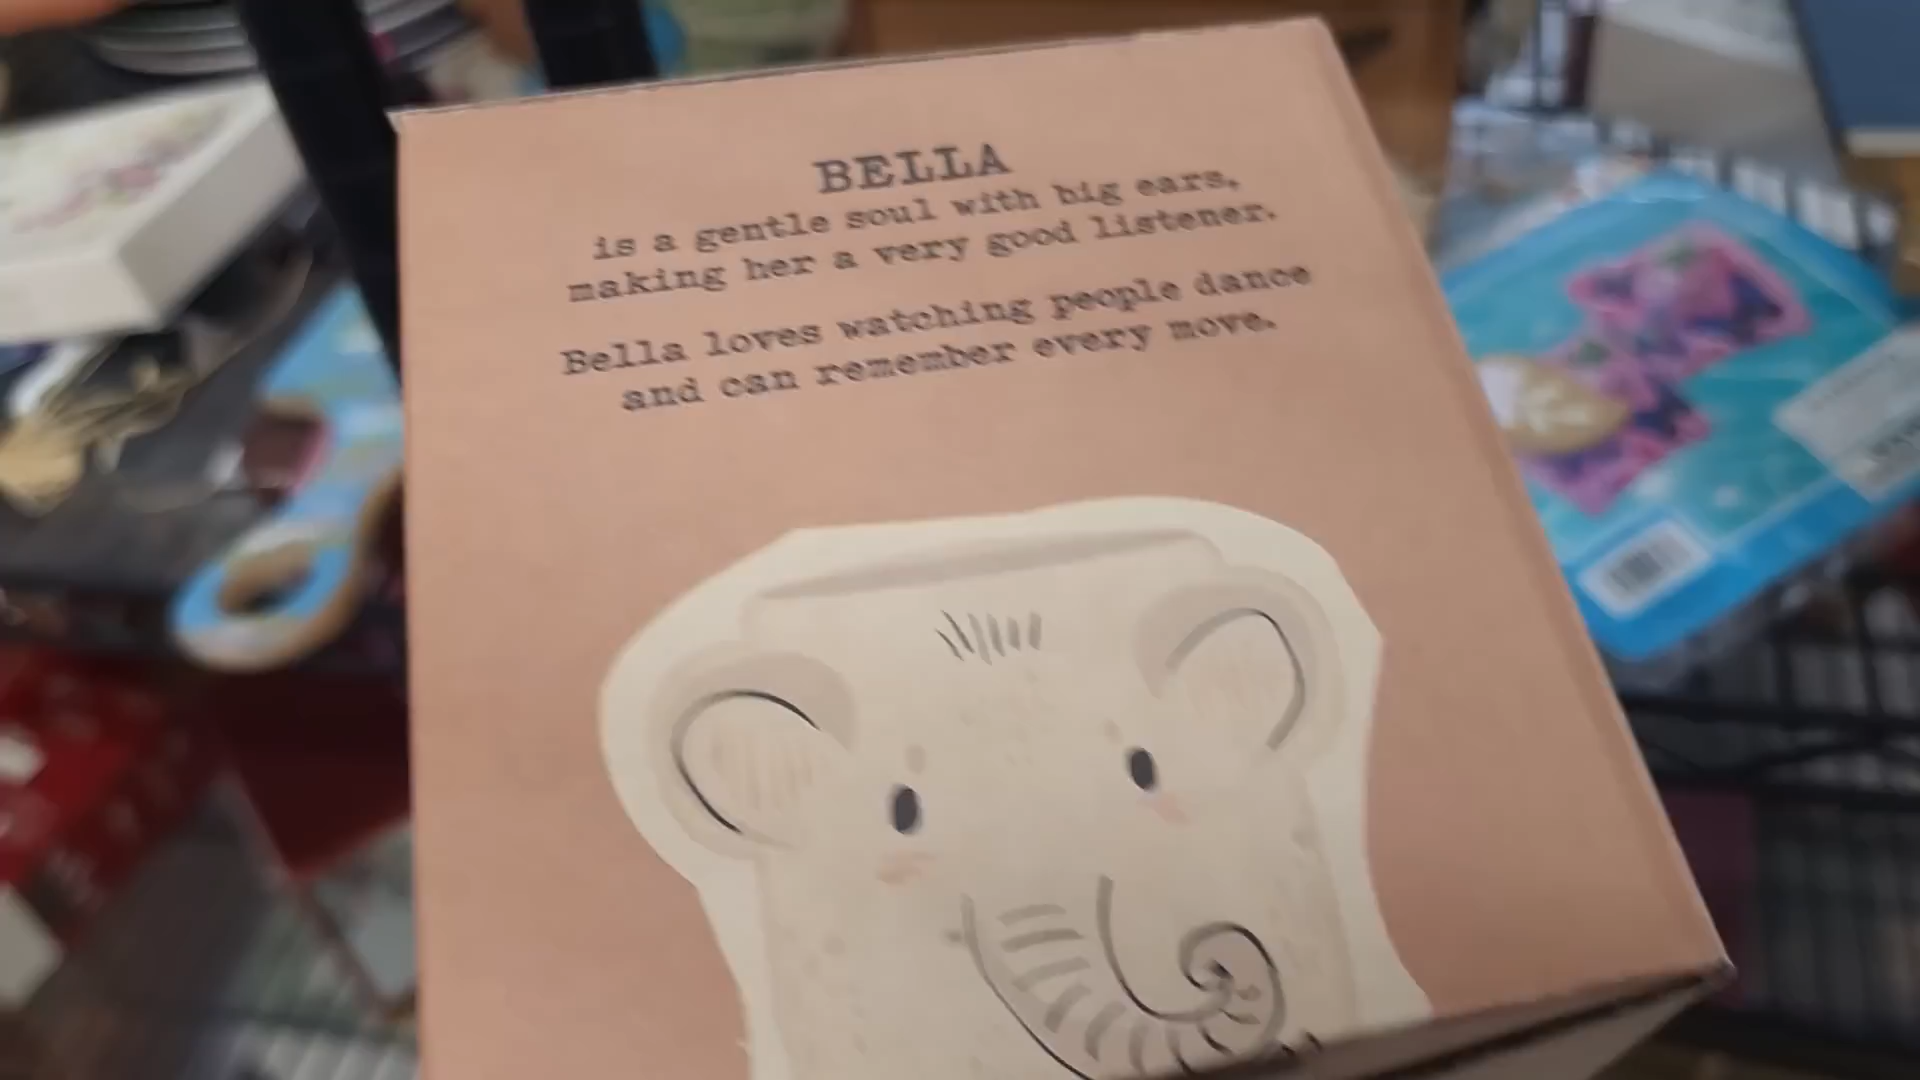 BELLA
is a gentle soul with big ears,
making her a very good listener.
Bella loves watching people dance
and can remember every move.